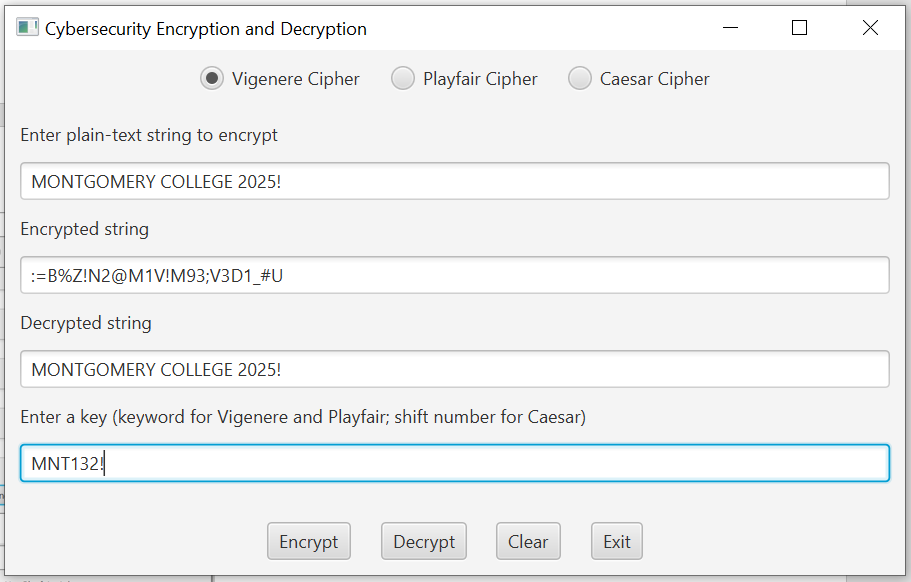 Cybersecurity Encryption and Decryption
Vigenere Cipher Playfair Cipher Caesar Cipher
Enter plain-text string to encrypt
MONTGOMERY COLLEGE 2025!
Encrypted string
:=B%Z!N2@M1V!M93;V3D1_#U
Decrypted string
MONTGOMERY COLLEGE 2025!
Enter a key (keyword for Vigenere and Playfair; shift number for Caesar)
MNT132!
Encrypt Decrypt Clear Exit